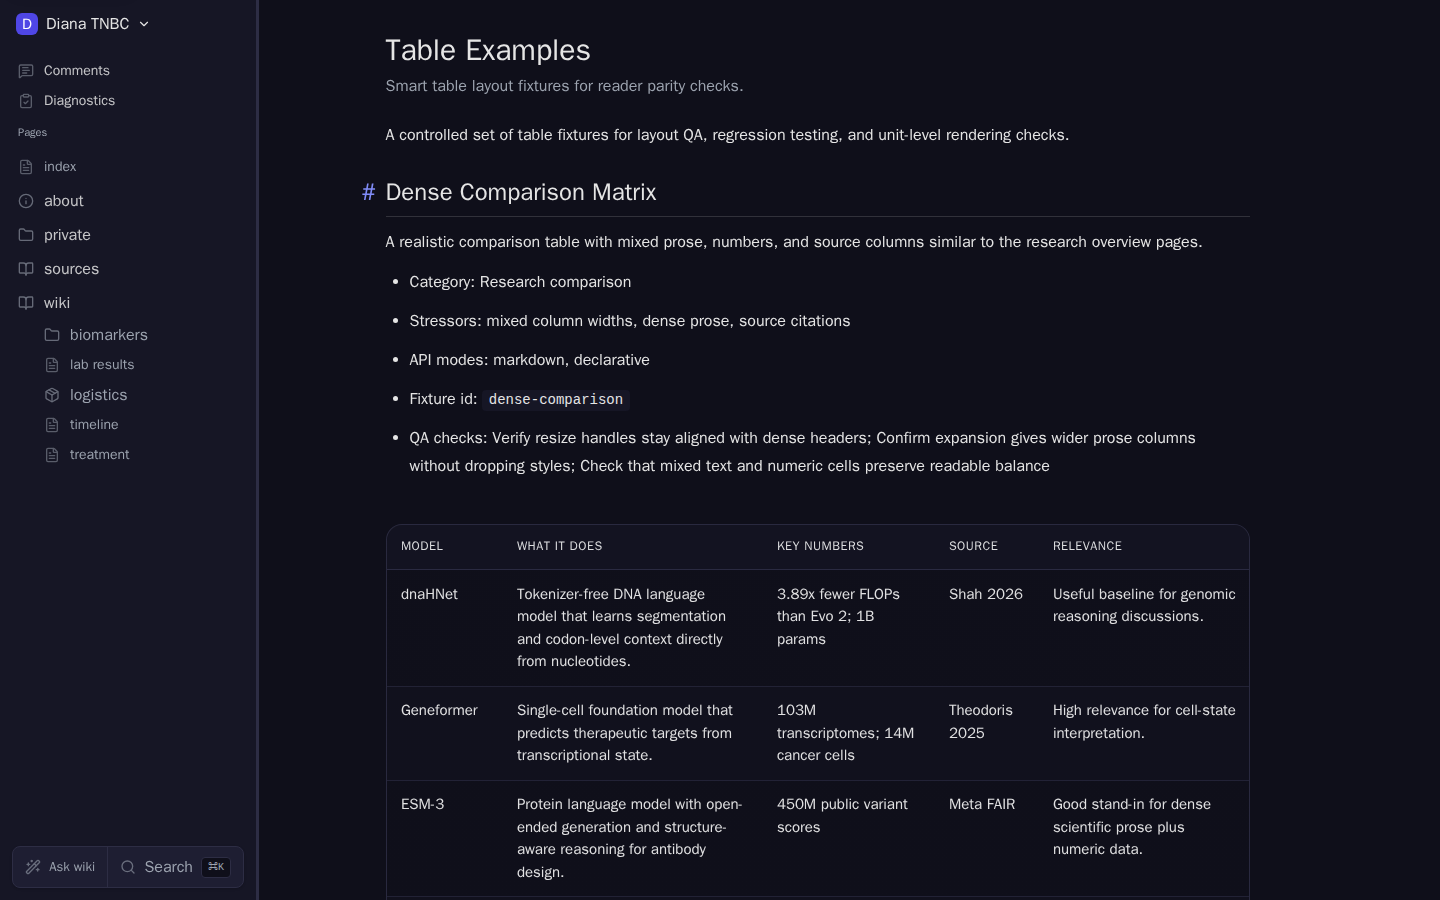 D Diana TNBC
Comments
Diagnostics
Pages
index
about
private
sources
wiki
biomarkers
lab results
logistics
timeline
treatment
Ask wiki
Search ⌘K
Table Examples
Smart table layout fixtures for reader parity checks.
A controlled set of table fixtures for layout QA, regression testing, and unit-level rendering checks.
# Dense Comparison Matrix
A realistic comparison table with mixed prose, numbers, and source columns similar to the research overview pages.
• Category: Research comparison
• Stressors: mixed column widths, dense prose, source citations
• API modes: markdown, declarative
• Fixture id: dense-comparison
• QA checks: Verify resize handles stay aligned with dense headers; Confirm expansion gives wider prose columns
without dropping styles; Check that mixed text and numeric cells preserve readable balance
MODEL WHAT IT DOES KEY NUMBERS SOURCE RELEVANCE
dnaHNet Tokenizer-free DNA language 3.89x fewer FLOPs Shah 2026 Useful baseline for genomic
model that learns segmentation than Evo 2; 1B reasoning discussions.
and codon-level context directly params
from nucleotides.
Geneformer Single-cell foundation model that 103M Theodoris High relevance for cell-state
predicts therapeutic targets from transcriptomes; 14M 2025 interpretation.
transcriptional state. cancer cells
ESM-3 Protein language model with open- 450M public variant Meta FAIR Good stand-in for dense
ended generation and structure- scores scientific prose plus
aware reasoning for antibody numeric data.
design.